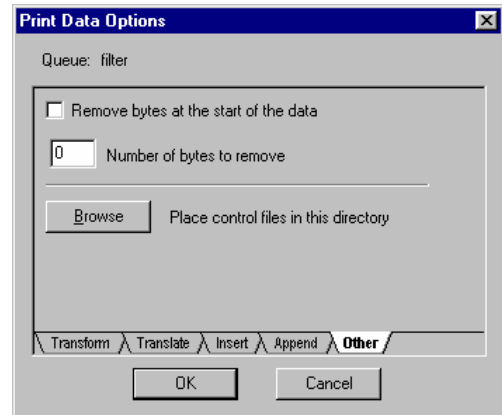 Print Data Options
Queue: filter
Remove bytes at the start of the data
0 Number of bytes to remove
Browse Place control files in this directory
Transform Translate Insert Append Other
OK Cancel